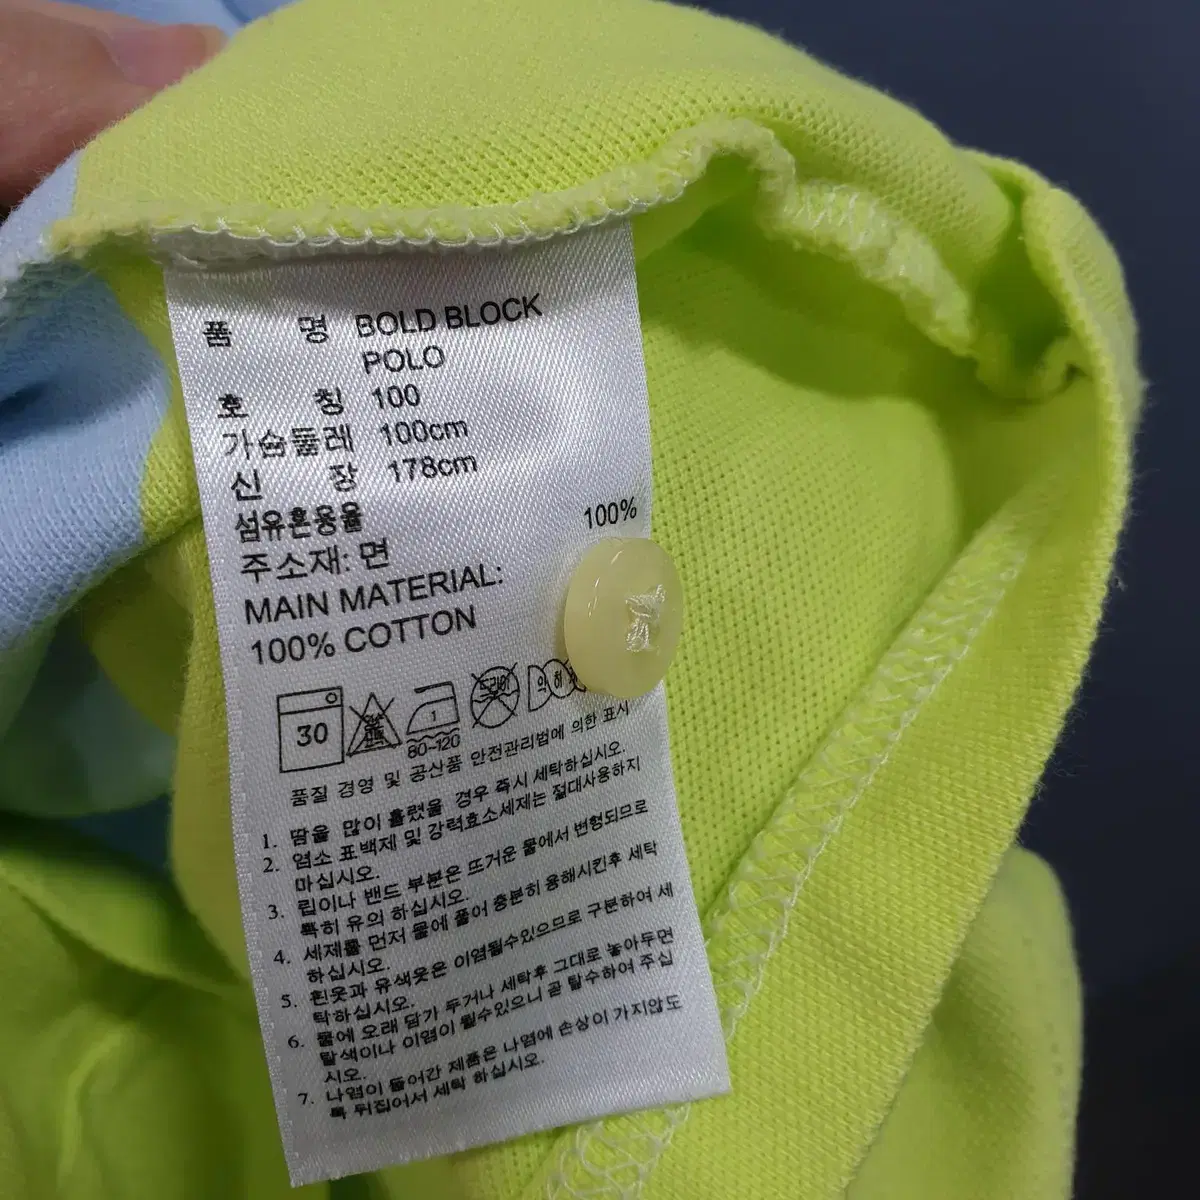 품 명 BOLD BLOCK
POLO
호 칭 100
가슴둘레 100cm
신 장 178cm
섬유혼용율
주소재: 면 100%
MAIN MATERIAL:
100% COTTON
30
1
80~120
드라이
품질 경영 및 공산품 안전관리법에 의한 표시
1. 땀을 많이 흘렸을 경우 즉시 세탁하십시오.
2. 염소 표백제 및 강력효소세제는 절대사용하지
마십시오.
3. 립이나 밴드 부분은 뜨거운 물에서 변형되므로
특히 유의 하십시오.
4. 세제를 먼저 물에 풀어 충분히 용해시킨후 세탁
하십시오.
5. 흰옷과 유색옷은 이염될수있으므로 구분하여 세
탁하십시오.
6. 물에 오래 담가 두거나 세탁후 그대로 놓아두면
탈색이나 이염이 될수있으니 곧 탈수하여 주십
시오.
7. 나염이 들어간 제품은 나염에 손상이 가지않도
록 뒤집어서 세탁 하십시오.